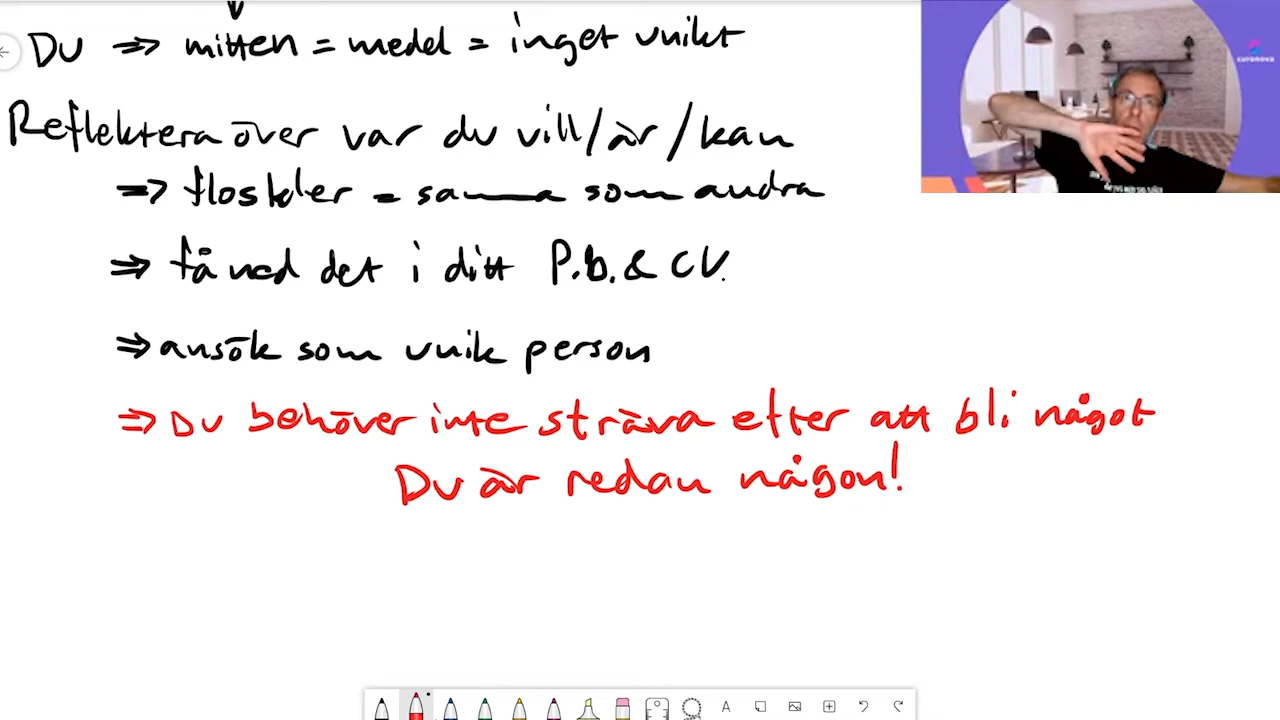 Du => mitten = medel = inget unikt
Reflektera över var du vill/är/kan
=> floskler = samma som andra
=> få ned det i ditt P.b. & CV.
=> ansök som unik person
=> Du behöver inte sträva efter att bli något
Du är redan någon!
A